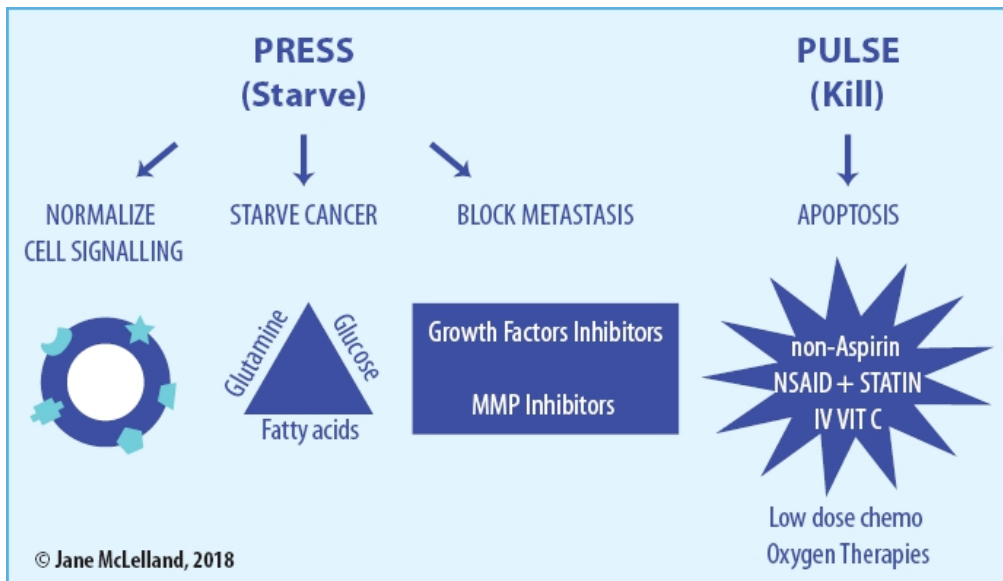 PRESS
(Starve)
PULSE
(Kill)
NORMALIZE
CELL SIGNALLING
STARVE CANCER
BLOCK METASTASIS
APOPTOSIS
Glutamine
Glucose
Fatty acids
Growth Factors Inhibitors
MMP Inhibitors
non-Aspirin
NSAID + STATIN
IV VIT C
Low dose chemo
Oxygen Therapies
© Jane McLelland, 2018